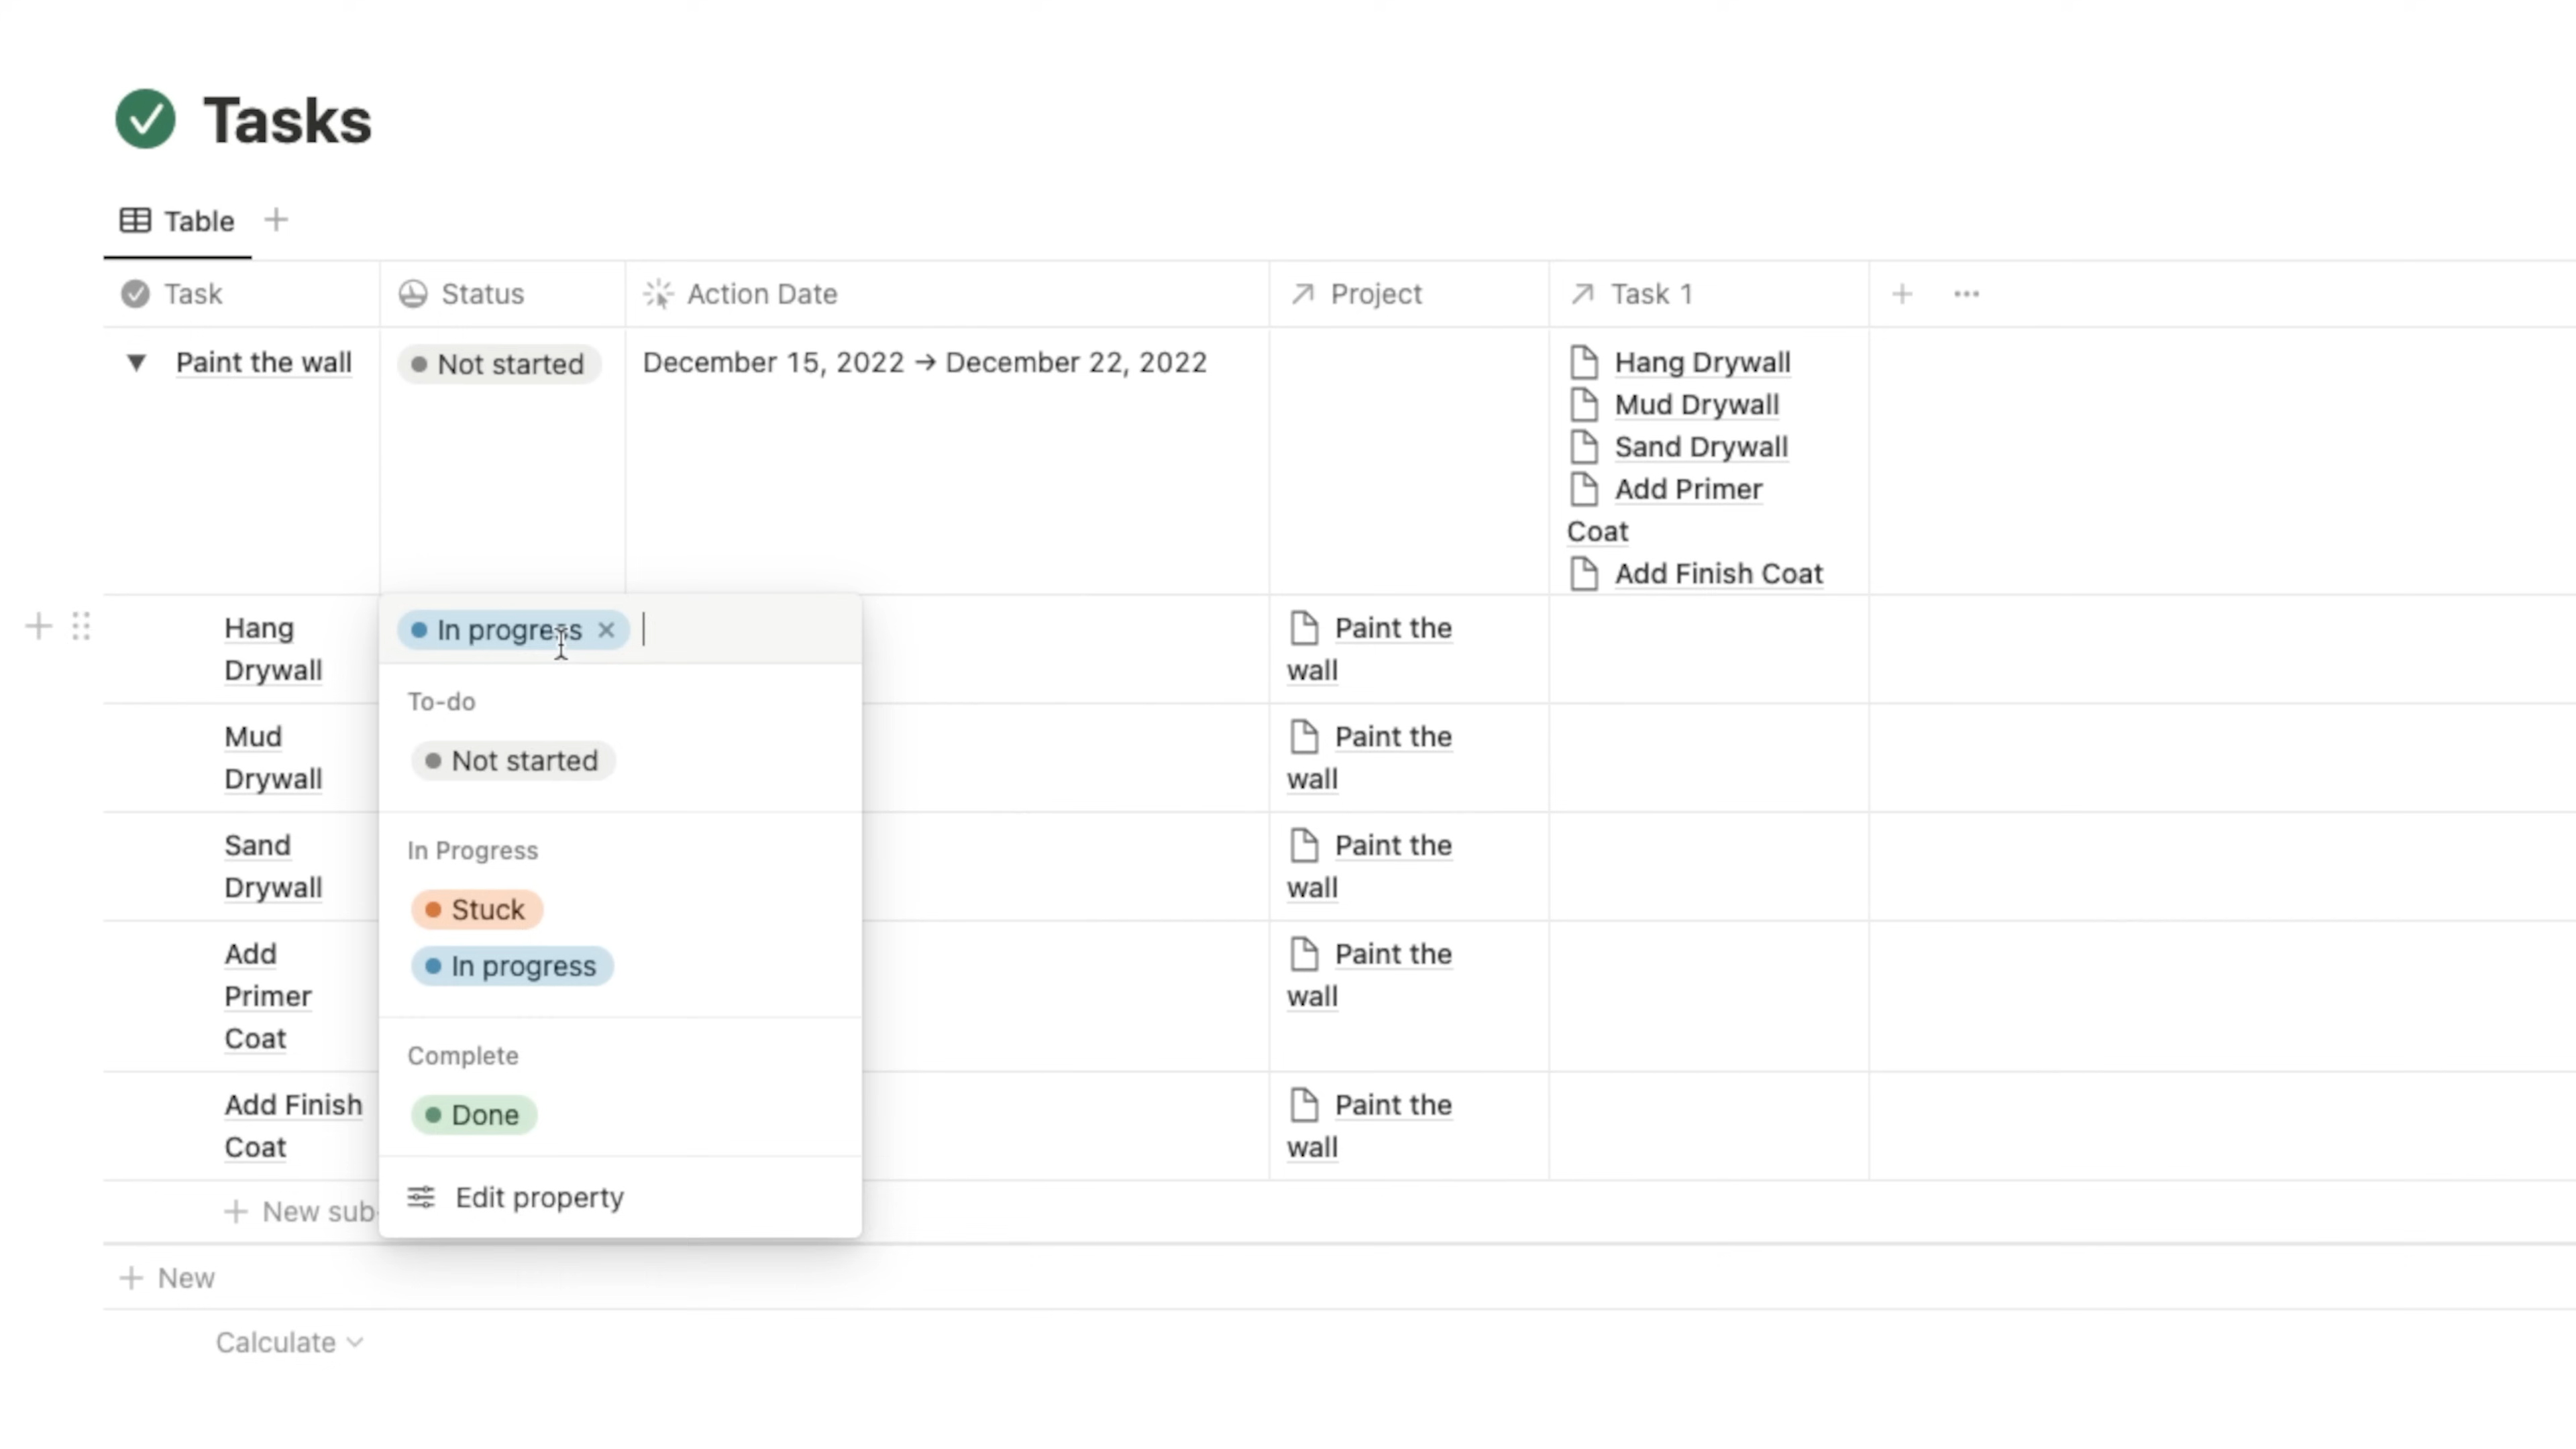 Tasks
Table
Task Status Action Date Project Task 1
Paint the wall Not started December 15, 2022 → December 22, 2022 Hang Drywall
Mud Drywall
Sand Drywall
Add Primer
Coat
Add Finish Coat
Hang In progress Paint the
Drywall wall
To-do
Mud Paint the
Not started
Drywall wall
Sand In Progress Paint the
Drywall wall
Stuck
Add In progress Paint the
Primer wall
Coat
Complete
Add Finish Done Paint the
Coat wall
Edit property
New sub-
New
Calculate